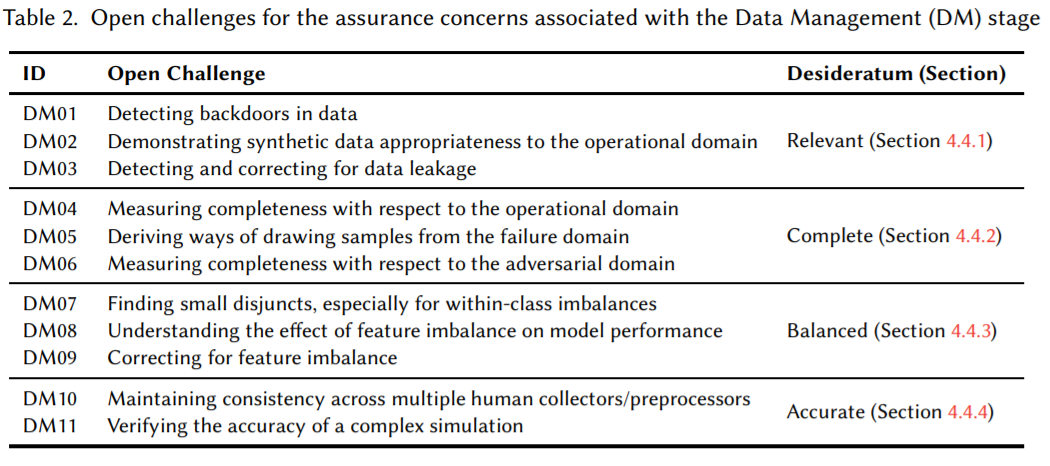 Table 2. Open challenges for the assurance concerns associated with the Data Management (DM) stage
ID Open Challenge Desideratum (Section)
DM01 Detecting backdoors in data
DM02 Demonstrating synthetic data appropriateness to the operational domain Relevant (Section 4.4.1)
DM03 Detecting and correcting for data leakage
DM04 Measuring completeness with respect to the operational domain
DM05 Deriving ways of drawing samples from the failure domain Complete (Section 4.4.2)
DM06 Measuring completeness with respect to the adversarial domain
DM07 Finding small disjuncts, especially for within-class imbalances
DM08 Understanding the effect of feature imbalance on model performance Balanced (Section 4.4.3)
DM09 Correcting for feature imbalance
DM10 Maintaining consistency across multiple human collectors/preprocessors
Accurate (Section 4.4.4)
DM11 Verifying the accuracy of a complex simulation